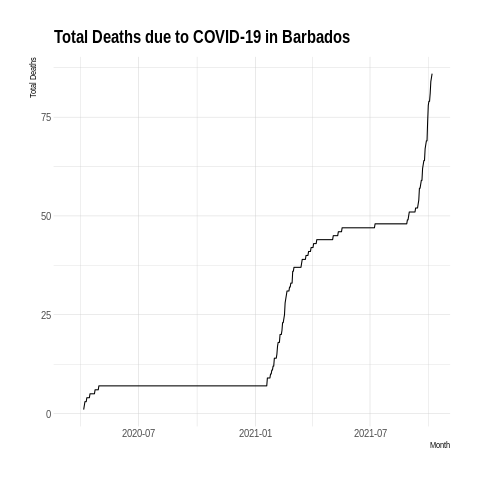 Total Deaths due to COVID-19 in Barbados
Total Deaths
75
50
25
0
2020-07 2021-01 2021-07
Month